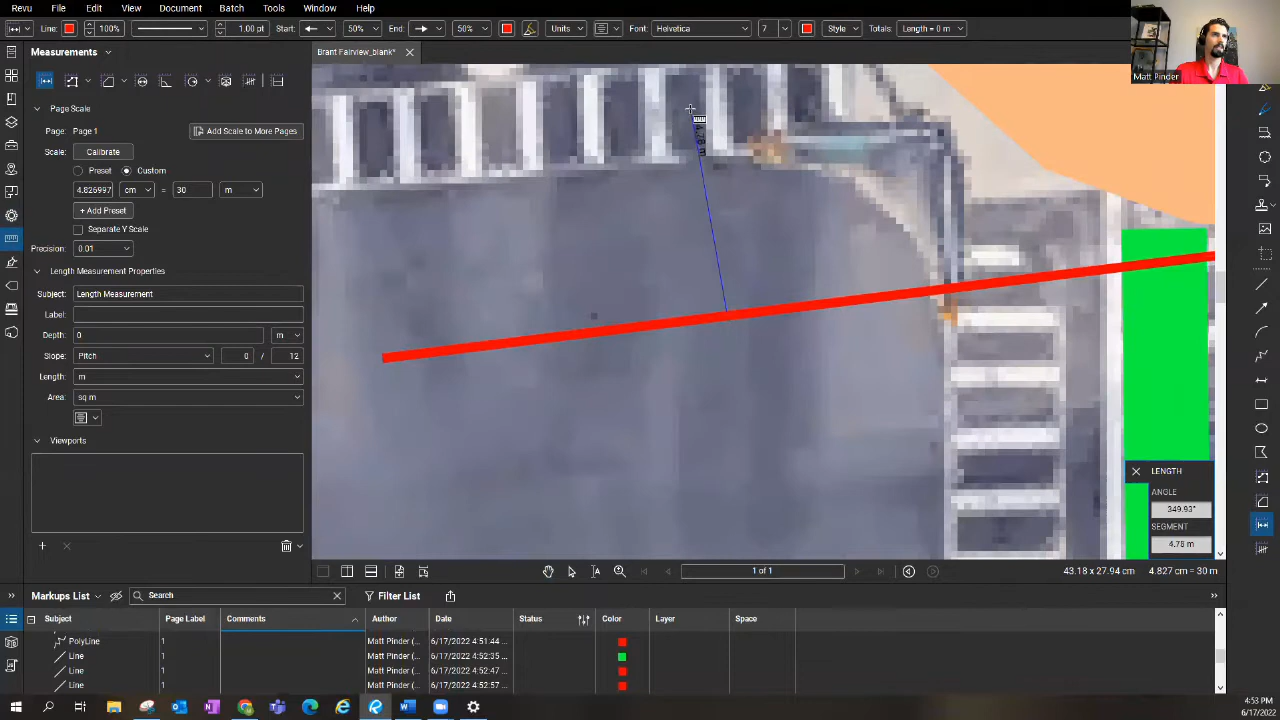 Revu File Edit View Document Batch Tools Window Help
Line: 100% 1.00 pt Start: 50% End: 50% Units Font: Helvetica 7 Style Totals: Length = 0 m
Measurements
Brant Fairview_blank*
Matt Pinder
Page Scale
Page: Page 1 Add Scale to More Pages
Scale: Calibrate
Preset Custom
4.826997 cm = 30 m
+ Add Preset
Separate Y Scale
Precision: 0.01
Length Measurement Properties
Subject: Length Measurement
Label:
Depth: 0 m
Slope: Pitch 0 / 12
Length: m
Area: sq m
Viewports
4.78 m
LENGTH
ANGLE
349.93°
SEGMENT
4.78 m
1 of 1 43.18 x 27.94 cm 4.827 cm = 30 m
Markups List Search Filter List
Subject Page Label Comments Author Date Status Color Layer Space
PolyLine 1 Matt Pinder (... 6/17/2022 4:51:44 ...
Line 1 Matt Pinder (... 6/17/2022 4:52:35 ...
Line 1 Matt Pinder (... 6/17/2022 4:52:47 ...
Line 1 Matt Pinder (... 6/17/2022 4:52:57 ...
4:53 PM
6/17/2022